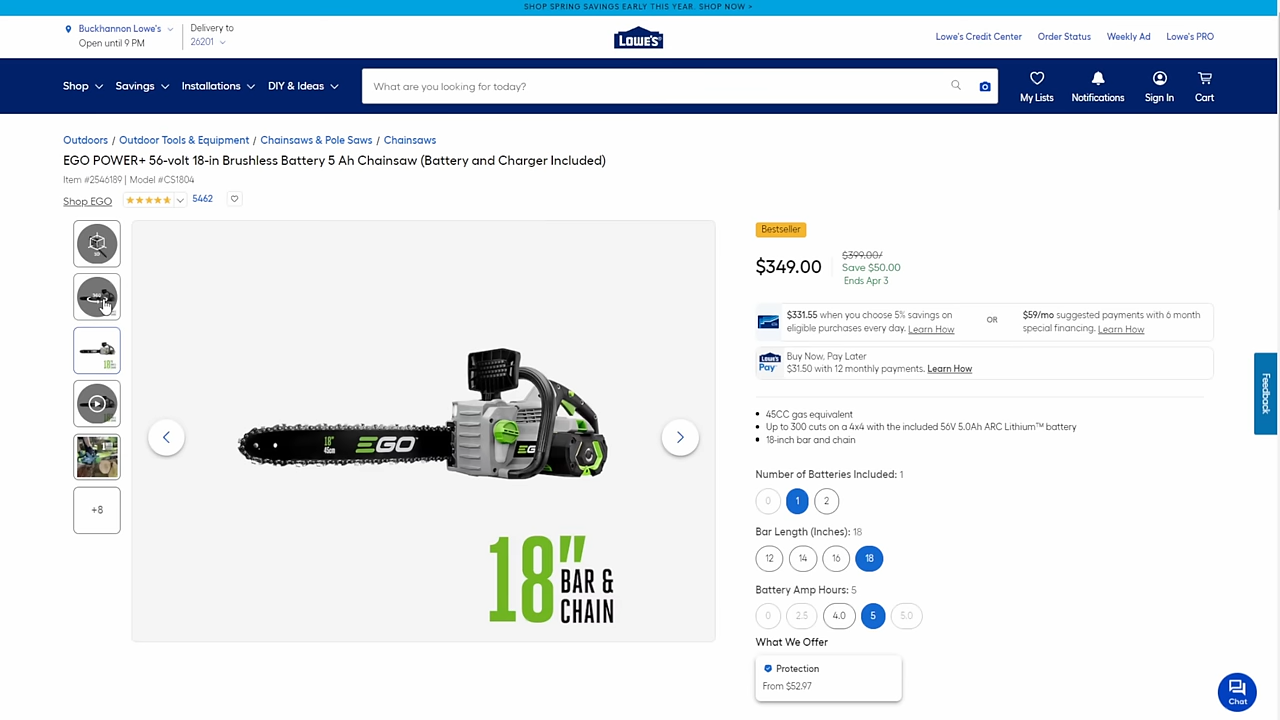 SHOP SPRING SAVINGS EARLY THIS YEAR. SHOP NOW >
Buckhannon Lowe's
Open until 9 PM
Delivery to
26201
LOWE'S
Lowe's Credit Center
Order Status
Weekly Ad
Lowe's PRO
Shop
Savings
Installations
DIY & Ideas
What are you looking for today?
My Lists
Notifications
Sign In
Cart
Outdoors / Outdoor Tools & Equipment / Chainsaws & Pole Saws / Chainsaws
EGO POWER+ 56-volt 18-in Brushless Battery 5 Ah Chainsaw (Battery and Charger Included)
Item #2546189 | Model #CS1804
Shop EGO
5462
3D
18"
+8
18"
45cm
EGO
EG
18"
BAR &
CHAIN
Bestseller
$349.00
$399.00/
Save $50.00
Ends Apr 3
$331.55 when you choose 5% savings on
eligible purchases every day. Learn How
OR
$59/mo suggested payments with 6 month
special financing. Learn How
LOWE'S
Pay
Buy Now, Pay Later
$31.50 with 12 monthly payments. Learn How
45CC gas equivalent
Up to 300 cuts on a 4x4 with the included 56V 5.0Ah ARC Lithium™ battery
18-inch bar and chain
Number of Batteries Included: 1
0
1
2
Bar Length (Inches): 18
12
14
16
18
Battery Amp Hours: 5
0
2.5
4.0
5
5.0
What We Offer
Protection
From $52.97
Feedback
Chat